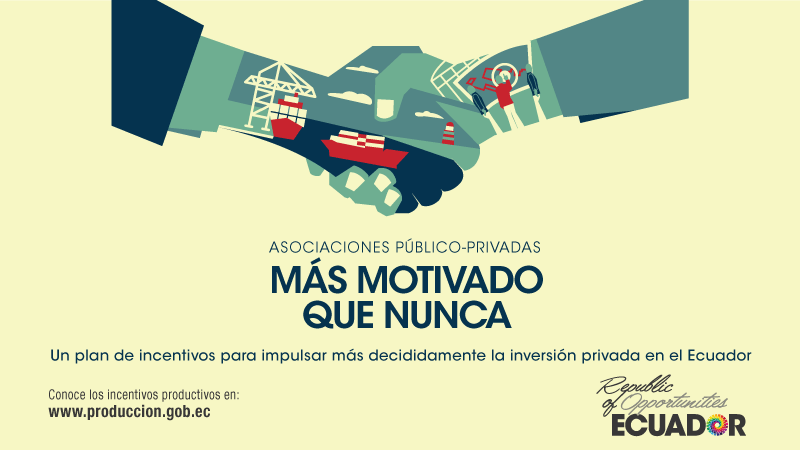 ASOCIACIONES PÚBLICO-PRIVADAS
MÁS MOTIVADO
QUE NUNCA
Un plan de incentivos para impulsar más decididamente la inversión privada en el Ecuador
Conoce los incentivos productivos en:
www.produccion.gob.ec
Republic
of Opportunities
ECUADOR